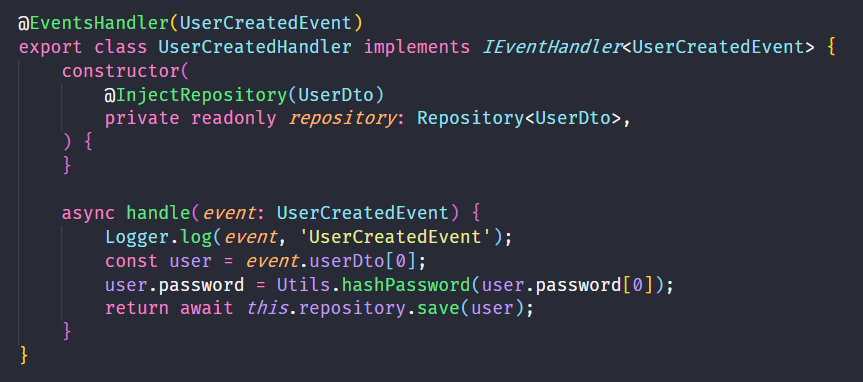 @EventsHandler(UserCreatedEvent)
export class UserCreatedHandler implements IEventHandler<UserCreatedEvent> {
    constructor(
        @InjectRepository(UserDto)
        private readonly repository: Repository<UserDto>,
    ) {
    }

    async handle(event: UserCreatedEvent) {
        Logger.log(event, 'UserCreatedEvent');
        const user = event.userDto[0];
        user.password = Utils.hashPassword(user.password[0]);
        return await this.repository.save(user);
    }
}